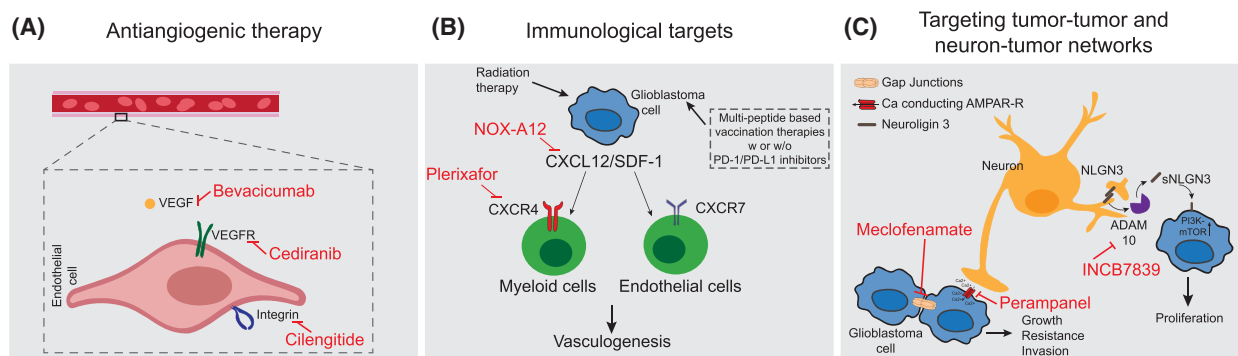 (A)
Antiangiogenic therapy
VEGF
Bevacicumab
VEGFR
Cediranib
Endothelial
cell
Integrin
Cilengitide
(B)
Immunological targets
Radiation
therapy
Glioblastoma
cell
Multi-peptide based
vaccination therapies
w or w/o
PD-1/PD-L1 inhibitors
NOX-A12
CXCL12/SDF-1
Plerixafor
CXCR4
CXCR7
Myeloid cells
Endothelial cells
Vasculogenesis
(C)
Targeting tumor-tumor and
neuron-tumor networks
Gap Junctions
Ca conducting AMPAR-R
Neuroligin 3
Neuron
NLGN3
sNLGN3
ADAM
10
PI3K-
mTOR
INCB7839
Proliferation
Meclofenamate
Ca2+
Ca2+
Perampanel
Glioblastoma
cell
Growth
Resistance
Invasion